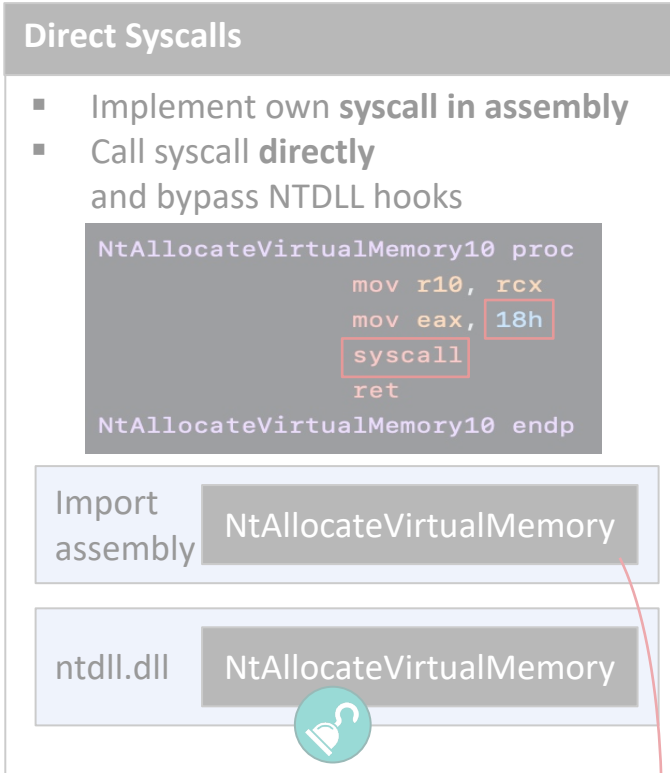 Direct Syscalls
▪ Implement own syscall in assembly
▪ Call syscall directly
and bypass NTDLL hooks
NtAllocateVirtualMemory10 proc
mov r10, rcx
mov eax, 18h
syscall
ret
NtAllocateVirtualMemory10 endp
Import
assembly
NtAllocateVirtualMemory
ntdll.dll
NtAllocateVirtualMemory